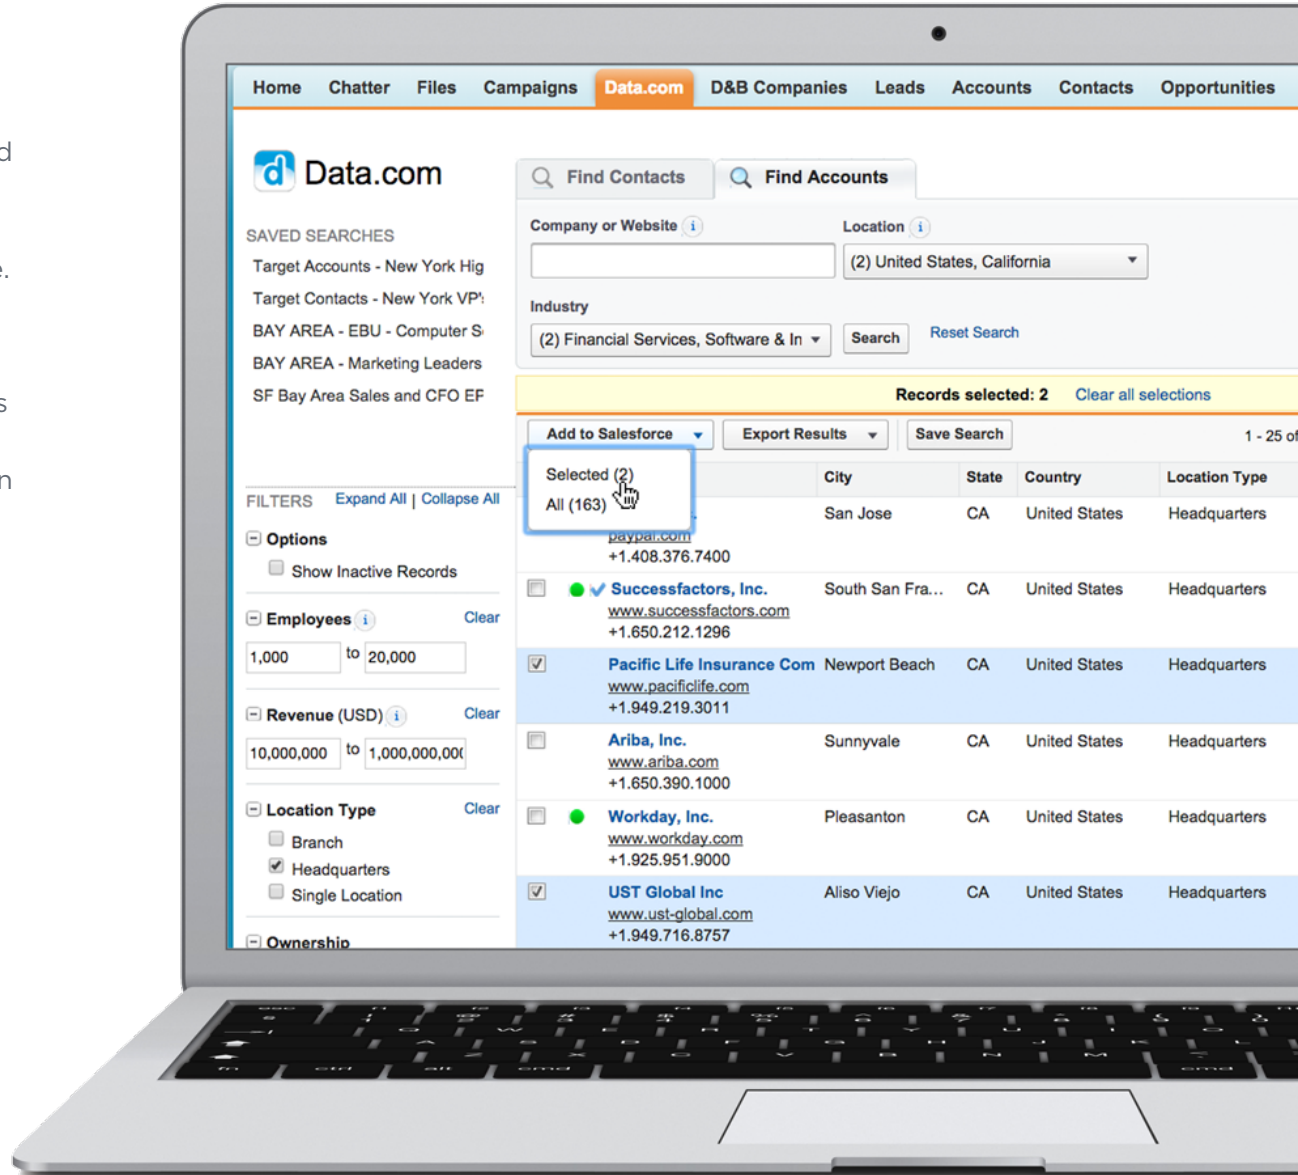 d
e.
s
n
Home Chatter Files Campaigns Data.com D&B Companies Leads Accounts Contacts Opportunities
d Data.com
SAVED SEARCHES
Target Accounts - New York Hig
Target Contacts - New York VP's
BAY AREA - EBU - Computer S
BAY AREA - Marketing Leaders
SF Bay Area Sales and CFO EF
FILTERS Expand All | Collapse All
Options
Show Inactive Records
Employees i Clear
1,000 to 20,000
Revenue (USD) i Clear
10,000,000 to 1,000,000,00
Location Type Clear
Branch
Headquarters
Single Location
Ownership
Find Contacts Find Accounts
Company or Website i Location i
(2) United States, California
Industry
(2) Financial Services, Software & In Search Reset Search
Records selected: 2 Clear all selections
Add to Salesforce Export Results Save Search 1 - 25 of
Selected (2)
All (163)
City State Country Location Type
San Jose CA United States Headquarters
paypal.com
+1.408.376.7400
Successfactors, Inc. South San Fra... CA United States Headquarters
www.successfactors.com
+1.650.212.1296
Pacific Life Insurance Com Newport Beach CA United States Headquarters
www.pacificlife.com
+1.949.219.3011
Ariba, Inc. Sunnyvale CA United States Headquarters
www.ariba.com
+1.650.390.1000
Workday, Inc. Pleasanton CA United States Headquarters
www.workday.com
+1.925.951.9000
UST Global Inc Aliso Viejo CA United States Headquarters
www.ust-global.com
+1.949.716.8757
fn ctrl alt cmd cmd